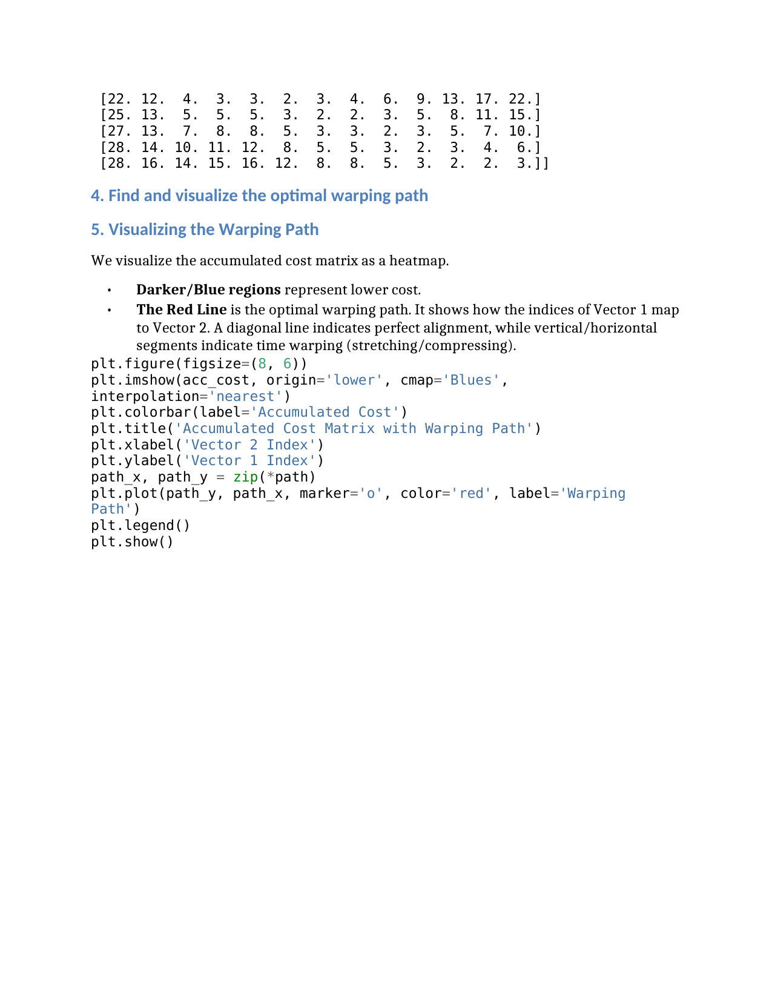 [22. 12.  4.  3.  3.  2.  3.  4.  6.  9. 13. 17. 22.]
[25. 13.  5.  5.  5.  3.  2.  2.  3.  5.  8. 11. 15.]
[27. 13.  7.  8.  8.  5.  3.  3.  2.  3.  5.  7. 10.]
[28. 14. 10. 11. 12.  8.  5.  5.  3.  2.  3.  4.  6.]
[28. 16. 14. 15. 16. 12.  8.  8.  5.  3.  2.  2.  3.]]
4. Find and visualize the optimal warping path
5. Visualizing the Warping Path
We visualize the accumulated cost matrix as a heatmap.
• Darker/Blue regions represent lower cost.
• The Red Line is the optimal warping path. It shows how the indices of Vector 1 map
to Vector 2. A diagonal line indicates perfect alignment, while vertical/horizontal
segments indicate time warping (stretching/compressing).
plt.figure(figsize=(8, 6))
plt.imshow(acc_cost, origin='lower', cmap='Blues',
interpolation='nearest')
plt.colorbar(label='Accumulated Cost')
plt.title('Accumulated Cost Matrix with Warping Path')
plt.xlabel('Vector 2 Index')
plt.ylabel('Vector 1 Index')
path_x, path_y = zip(*path)
plt.plot(path_y, path_x, marker='o', color='red', label='Warping
Path')
plt.legend()
plt.show()